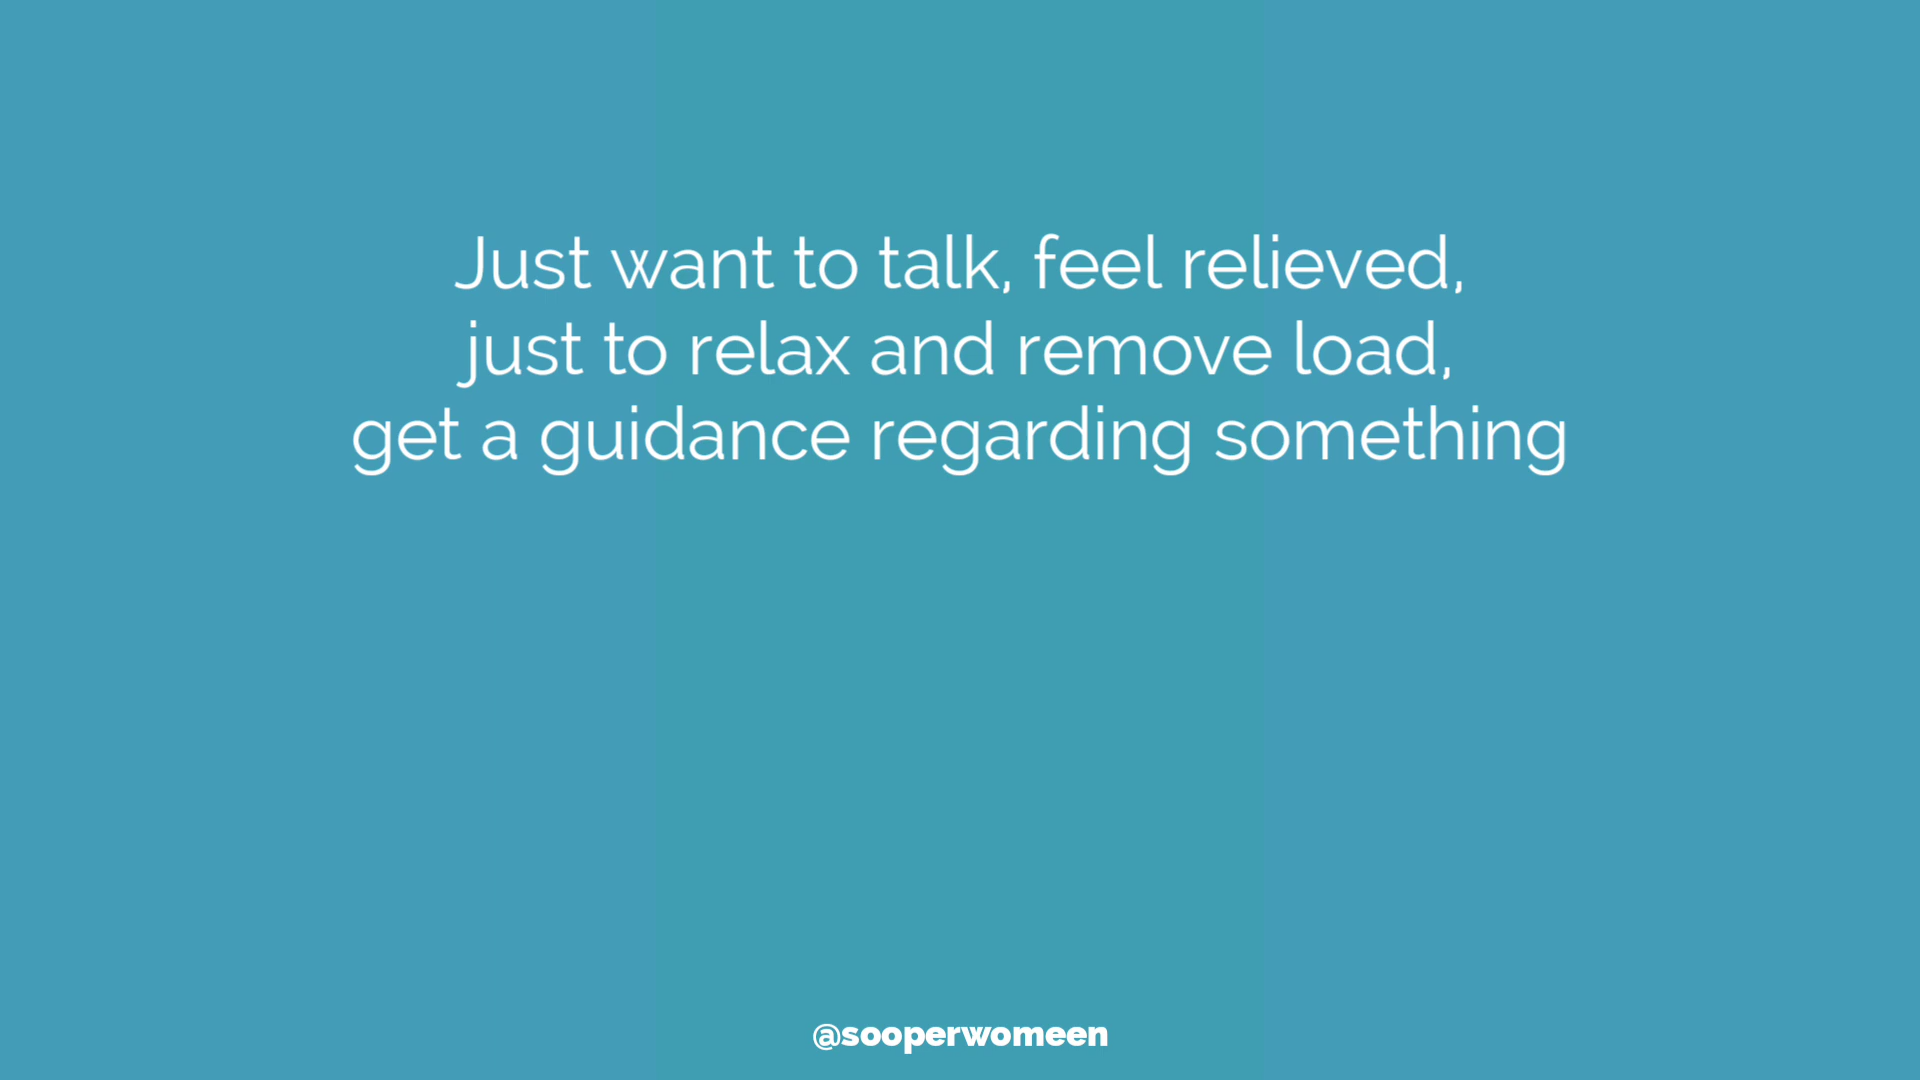 Just want to talk, feel relieved,
just to relax and remove load,
get a guidance regarding something
@sooperwomeen